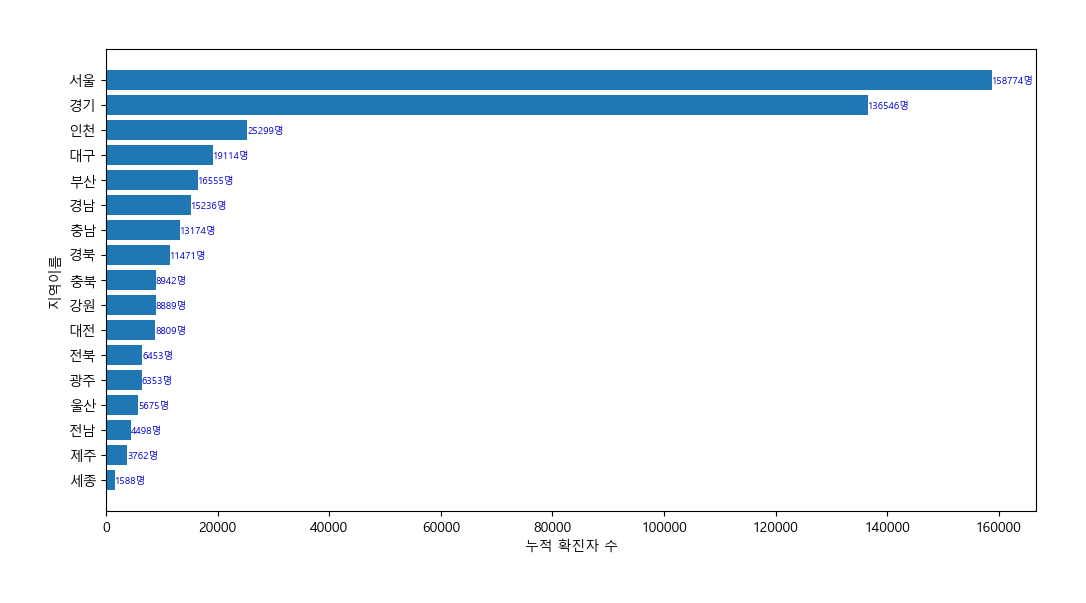 지역이름
서울 158774명
경기 136546명
인천 25299명
대구 19114명
부산 16555명
경남 15236명
충남 13174명
경북 11471명
충북 8942명
강원 8889명
대전 8809명
전북 6453명
광주 6353명
울산 5675명
전남 4498명
제주 3762명
세종 1588명
0 20000 40000 60000 80000 100000 120000 140000 160000
누적 확진자 수